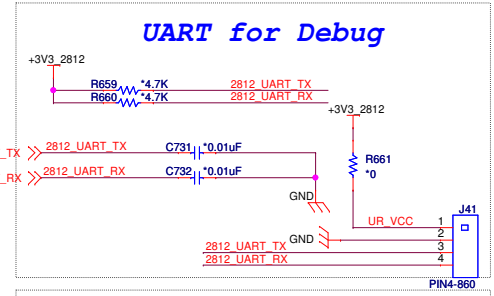 UART for Debug
+3V3_2812
R659 *4.7K 2812_UART_TX
R660 *4.7K 2812_UART_RX
+3V3_2812
_TX 2812_UART_TX C731 *0.01uF
_RX 2812_UART_RX C732 *0.01uF
R661
*0
GND
J41
UR_VCC 1
GND 2
2812_UART_TX 3
2812_UART_RX 4
PIN4-860